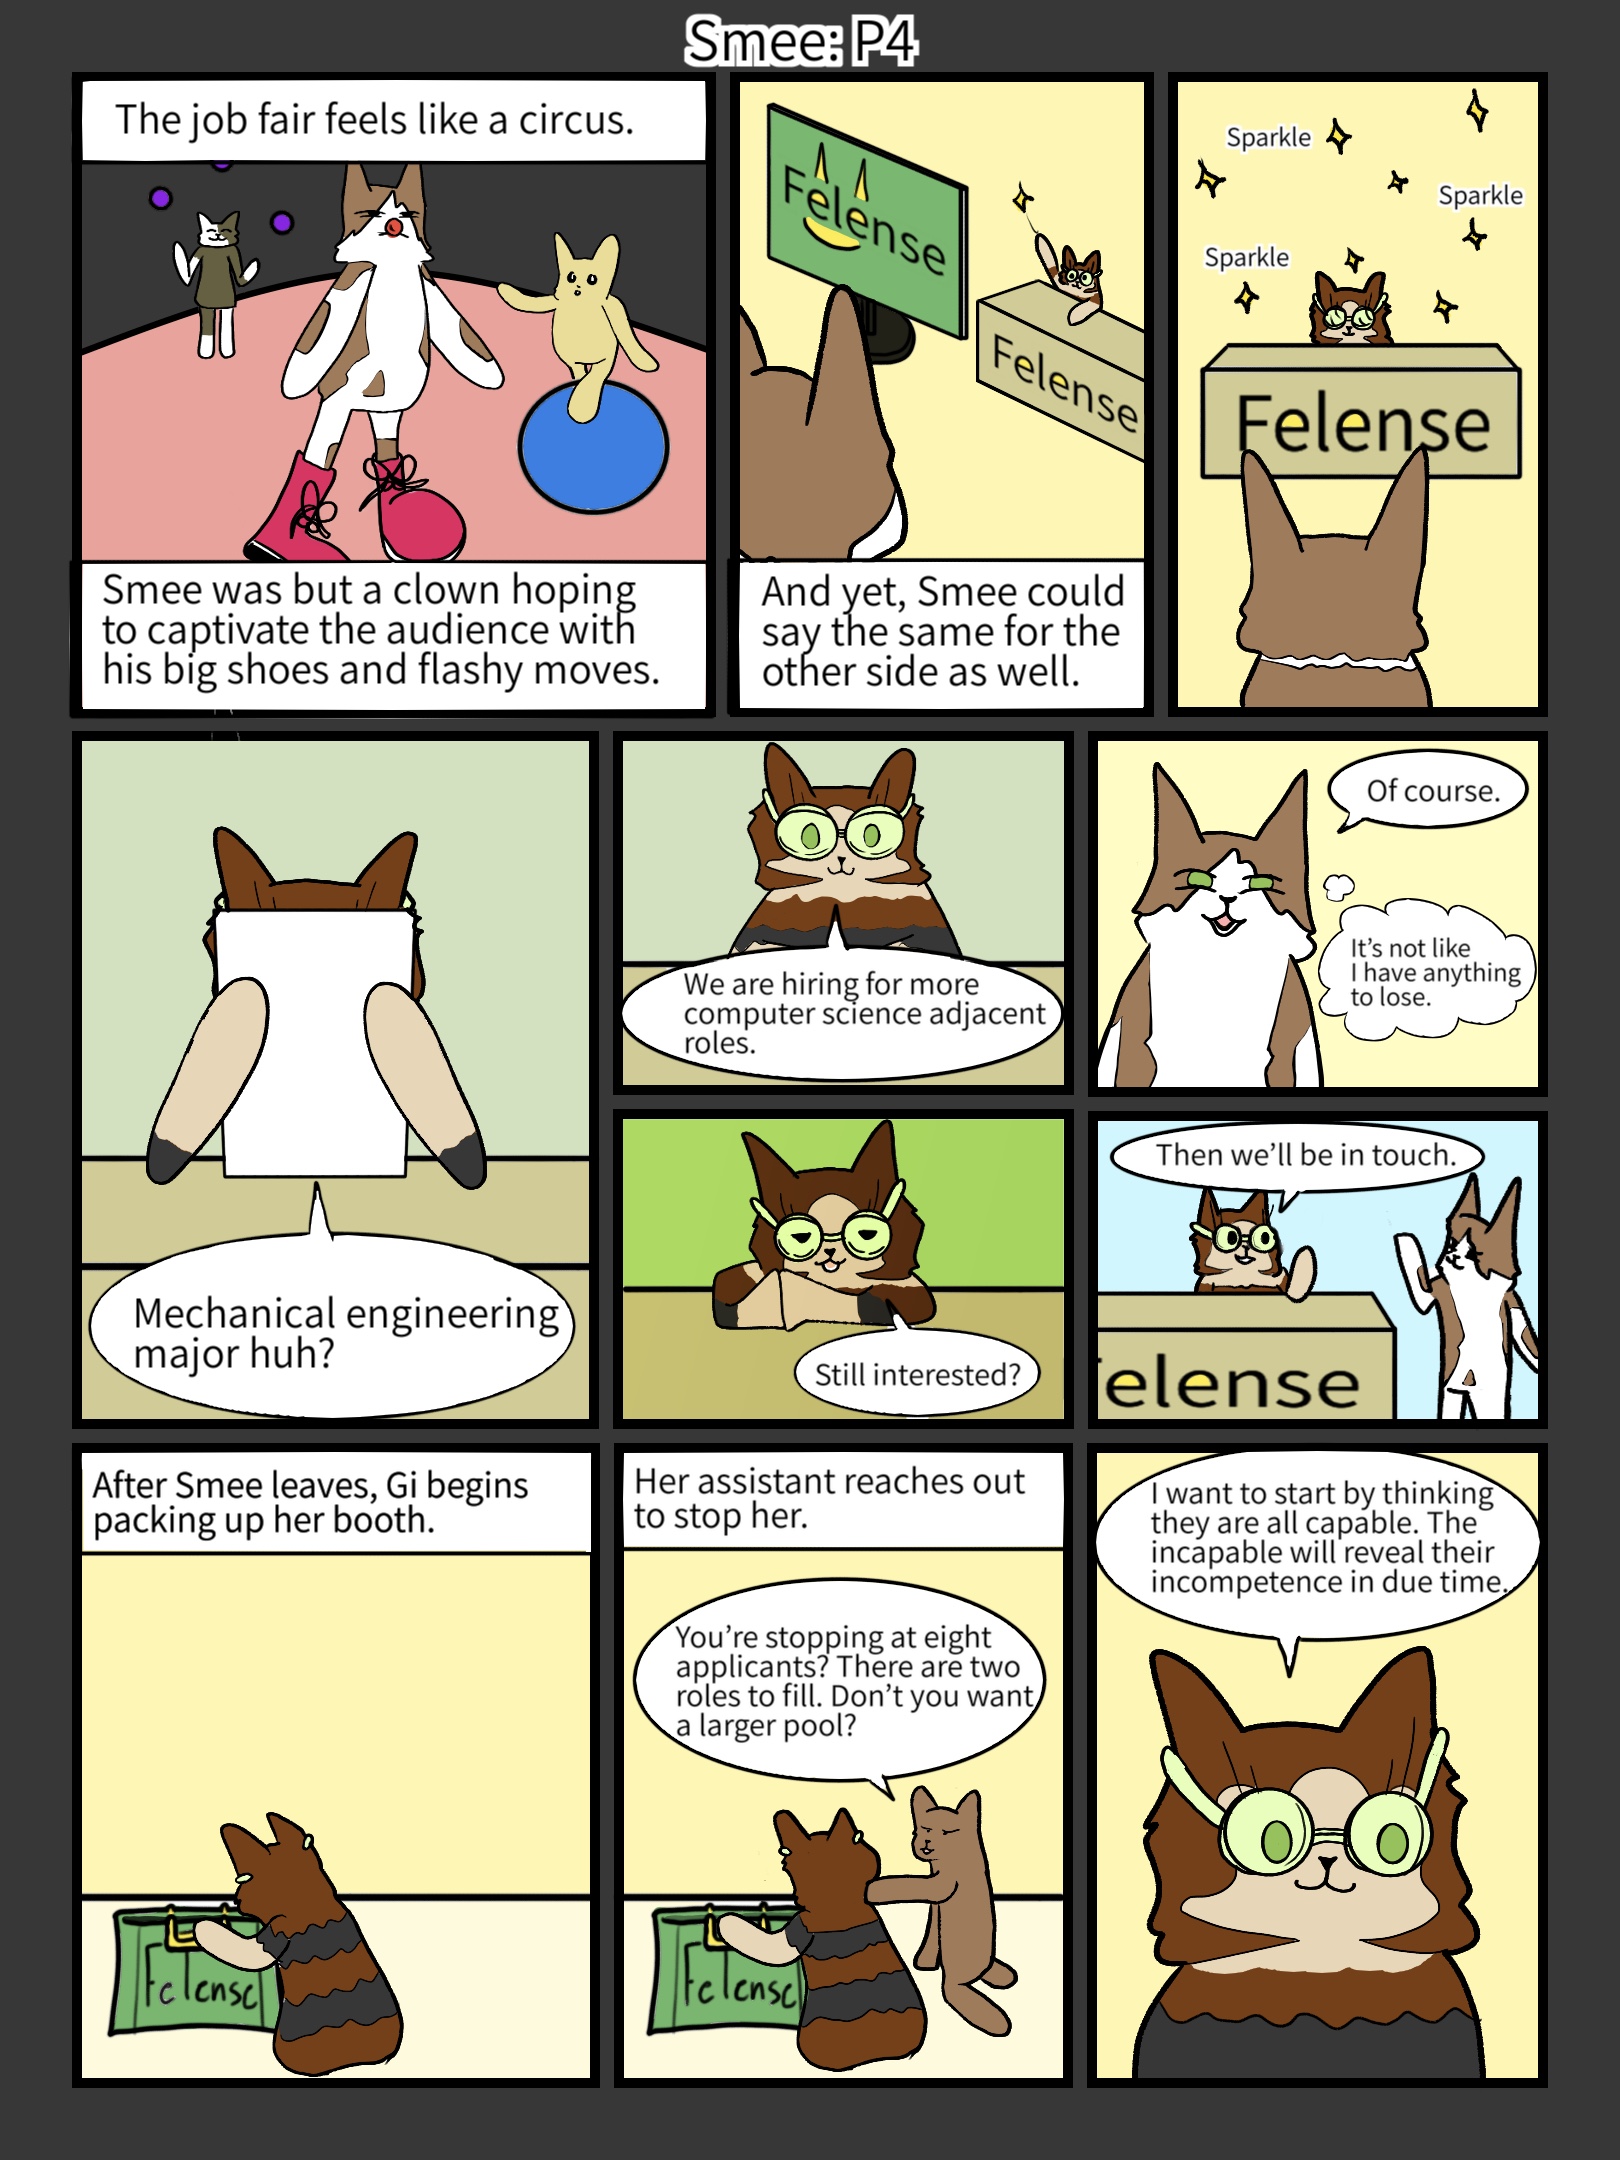 Smee: P4
The job fair feels like a circus.
Smee was but a clown hoping
to captivate the audience with
his big shoes and flashy moves.
Felense
Felense
And yet, Smee could
say the same for the
other side as well.
Sparkle
Sparkle
Sparkle
Felense
Mechanical engineering
major huh?
We are hiring for more
computer science adjacent
roles.
Of course.
It's not like
I have anything
to lose.
Still interested?
Then we'll be in touch.
elense
After Smee leaves, Gi begins
packing up her booth.
Felense
Her assistant reaches out
to stop her.
You're stopping at eight
applicants? There are two
roles to fill. Don't you want
a larger pool?
Felense
I want to start by thinking
they are all capable. The
incapable will reveal their
incompetence in due time.